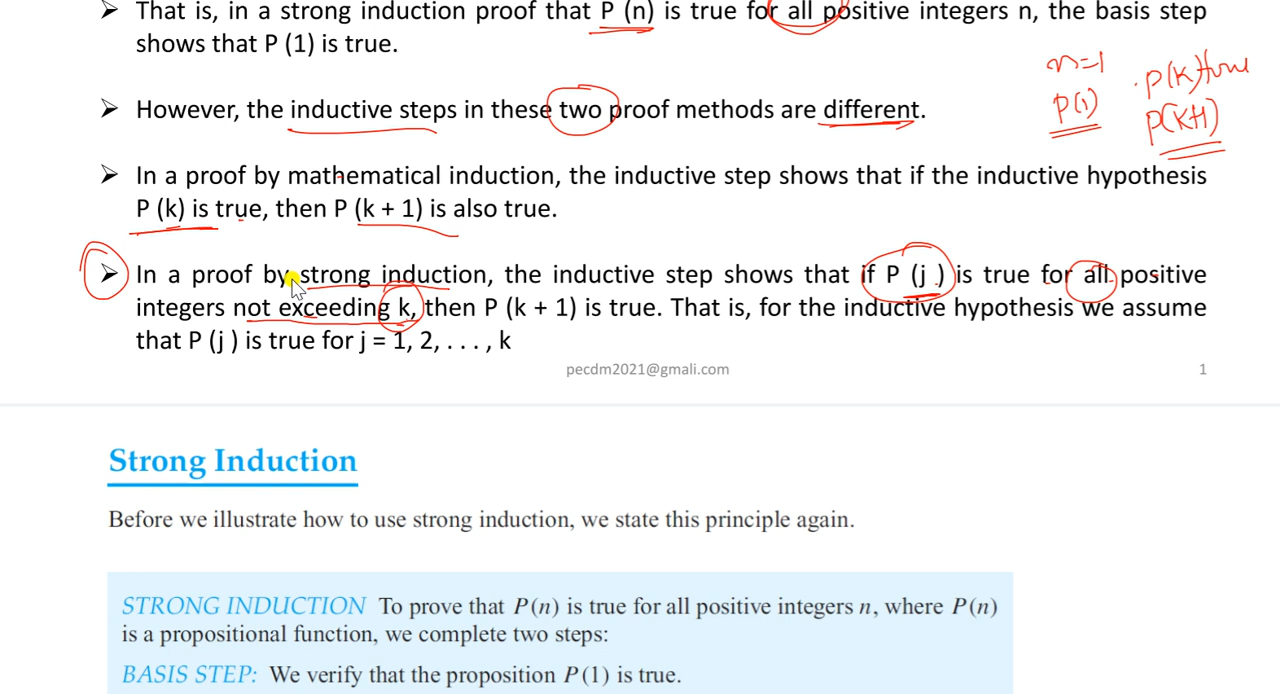 ➤ That is, in a strong induction proof that P (n) is true for all positive integers n, the basis step
shows that P (1) is true.
n=1
P(1)
.P(K) true
P(K+1)
➤ However, the inductive steps in these two proof methods are different.
➤ In a proof by mathematical induction, the inductive step shows that if the inductive hypothesis
P (k) is true, then P (k + 1) is also true.
➤ In a proof by strong induction, the inductive step shows that if P (j ) is true for all positive
integers not exceeding k, then P (k + 1) is true. That is, for the inductive hypothesis we assume
that P (j ) is true for j = 1, 2, . . . , k
pecdm2021@gmali.com
1
Strong Induction
Before we illustrate how to use strong induction, we state this principle again.
STRONG INDUCTION To prove that P(n) is true for all positive integers n, where P(n)
is a propositional function, we complete two steps:
BASIS STEP: We verify that the proposition P(1) is true.